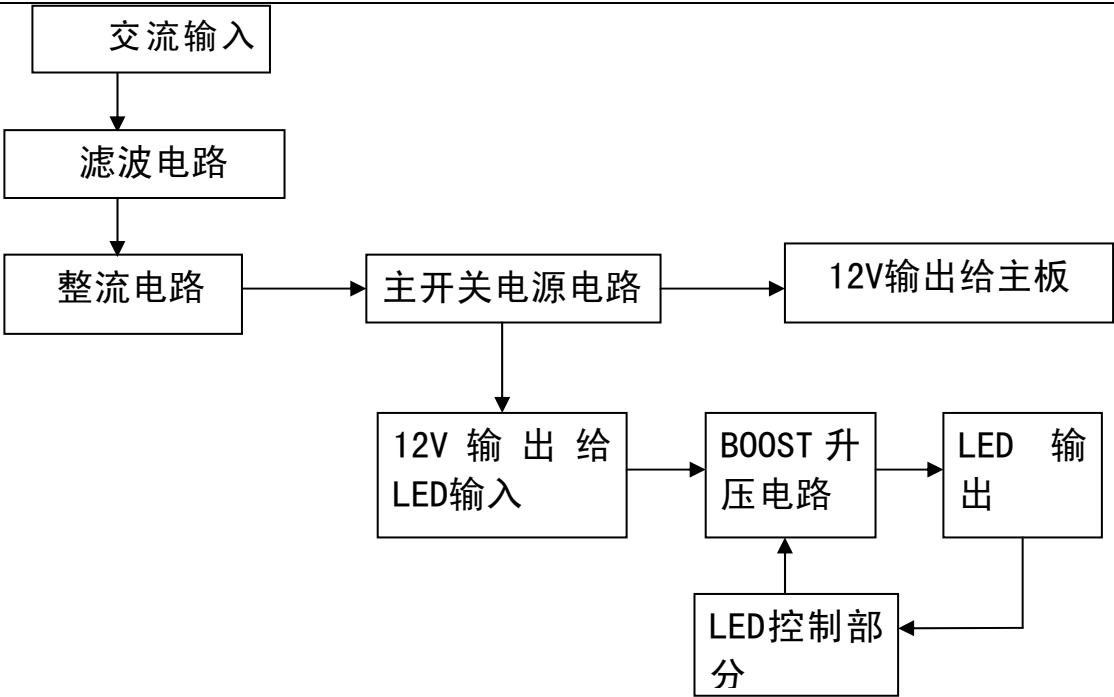 交流输入
滤波电路
整流电路
主开关电源电路
12V输出给主板
12V 输 出 给
LED输入
BOOST 升
压电路
LED 输
出
LED控制部
分